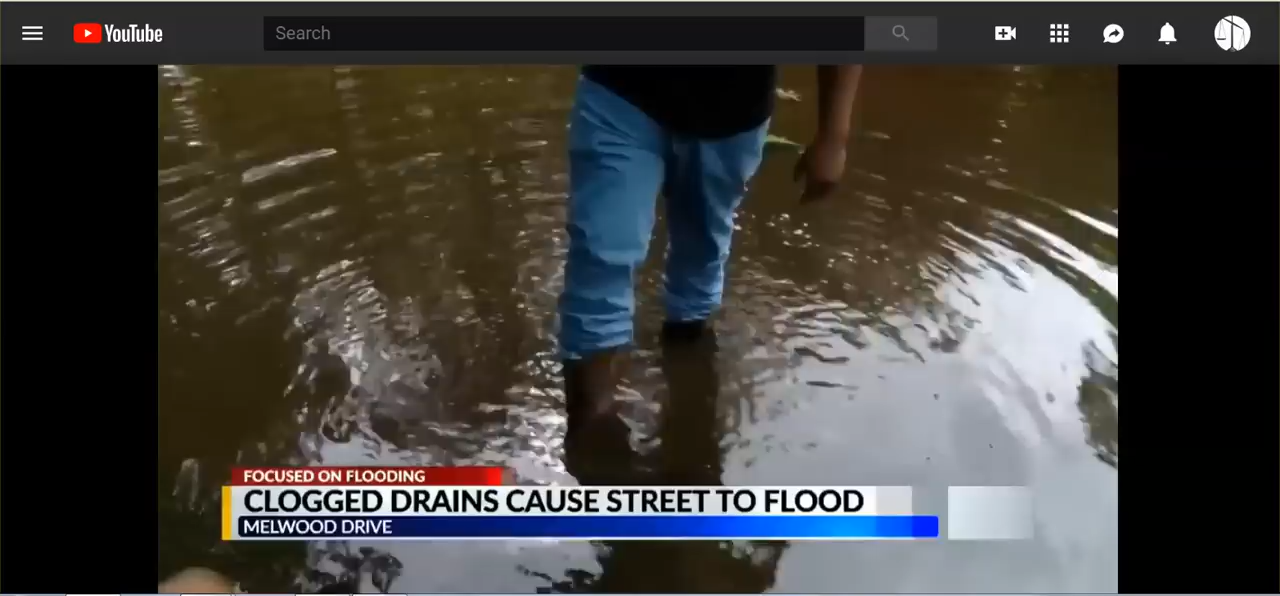 YouTube
Search
FOCUSED ON FLOODING
CLOGGED DRAINS CAUSE STREET TO FLOOD
MELWOOD DRIVE